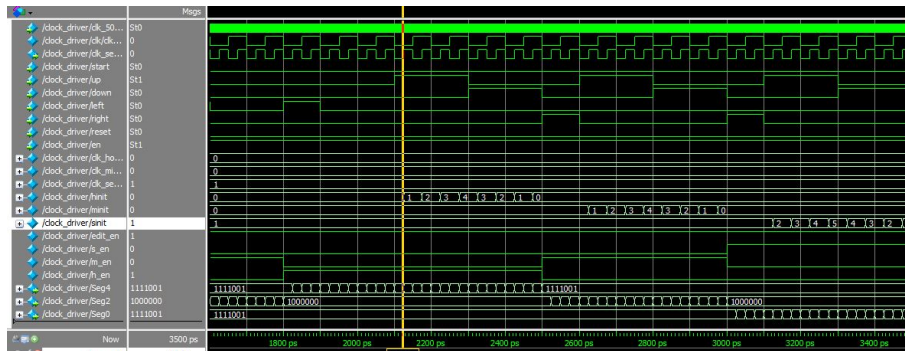 Msgs
/clock_driver/clk_50... St0
/clock_driver/clk/clk... 0
/clock_driver/clk_se... 0
/clock_driver/start St0
/clock_driver/up St1
/clock_driver/down St0
/clock_driver/left St0
/clock_driver/right St0
/clock_driver/reset St0
/clock_driver/en St1
/clock_driver/clk_ho... 0 0
/clock_driver/clk_mi... 0 0
/clock_driver/clk_se... 1 1
/clock_driver/hinit 0 0 1 2 3 4 3 2 1 0
/clock_driver/minit 0 0 1 2 3 4 3 2 1 0
/clock_driver/sinit 1 1 2 3 4 5 4 3 2
/clock_driver/edit_en 1
/clock_driver/s_en 0
/clock_driver/m_en 0
/clock_driver/h_en 1
/clock_driver/Seg4 1111001 1111001 1111001
/clock_driver/Seg2 1000000 1000000 1000000
/clock_driver/Seg0 1111001 1111001
Now 3500 ps 1800 ps 2000 ps 2200 ps 2400 ps 2600 ps 2800 ps 3000 ps 3200 ps 3400 ps